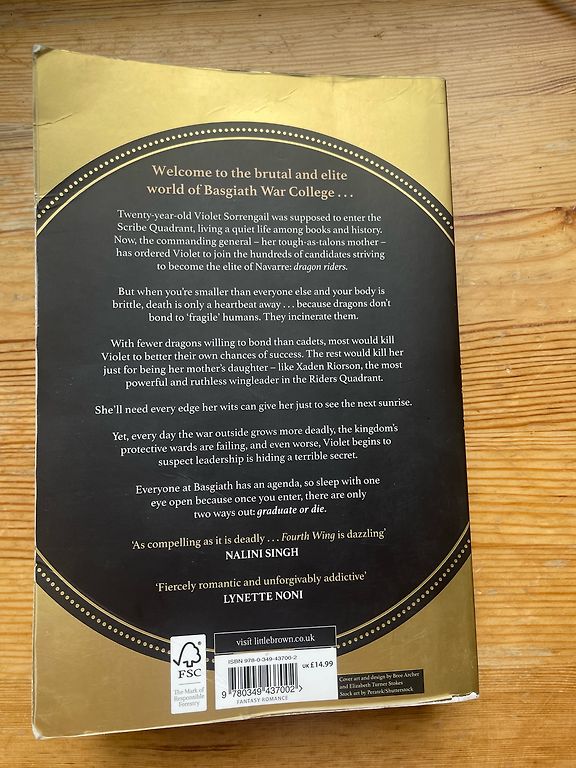 Welcome to the brutal and elite
world of Basgiath War College . . .
Twenty-year-old Violet Sorrengail was supposed to enter the
Scribe Quadrant, living a quiet life among books and history.
Now, the commanding general – her tough-as-talons mother –
has ordered Violet to join the hundreds of candidates striving
to become the elite of Navarre: dragon riders.
But when you're smaller than everyone else and your body is
brittle, death is only a heartbeat away . . . because dragons don't
bond to 'fragile' humans. They incinerate them.
With fewer dragons willing to bond than cadets, most would kill
Violet to better their own chances of success. The rest would kill her
just for being her mother's daughter – like Xaden Riorson, the most
powerful and ruthless wingleader in the Riders Quadrant.
She'll need every edge her wits can give her just to see the next sunrise.
Yet, every day the war outside grows more deadly, the kingdom's
protective wards are failing, and even worse, Violet begins to
suspect leadership is hiding a terrible secret.
Everyone at Basgiath has an agenda, so sleep with one
eye open because once you enter, there are only
two ways out: graduate or die.
'As compelling as it is deadly . . . Fourth Wing is dazzling'
NALINI SINGH
'Fiercely romantic and unforgivably addictive'
LYNETTE NONI
visit littlebrown.co.uk
FSC
The Mark of
Responsible
Forestry
ISBN 978-0-349-43700-2
9 780349 437002 >
FANTASY ROMANCE
UK £14.99
Cover art and design by Bree Archer
and Elizabeth Turner Stokes
Stock art by Peratek/Shutterstock